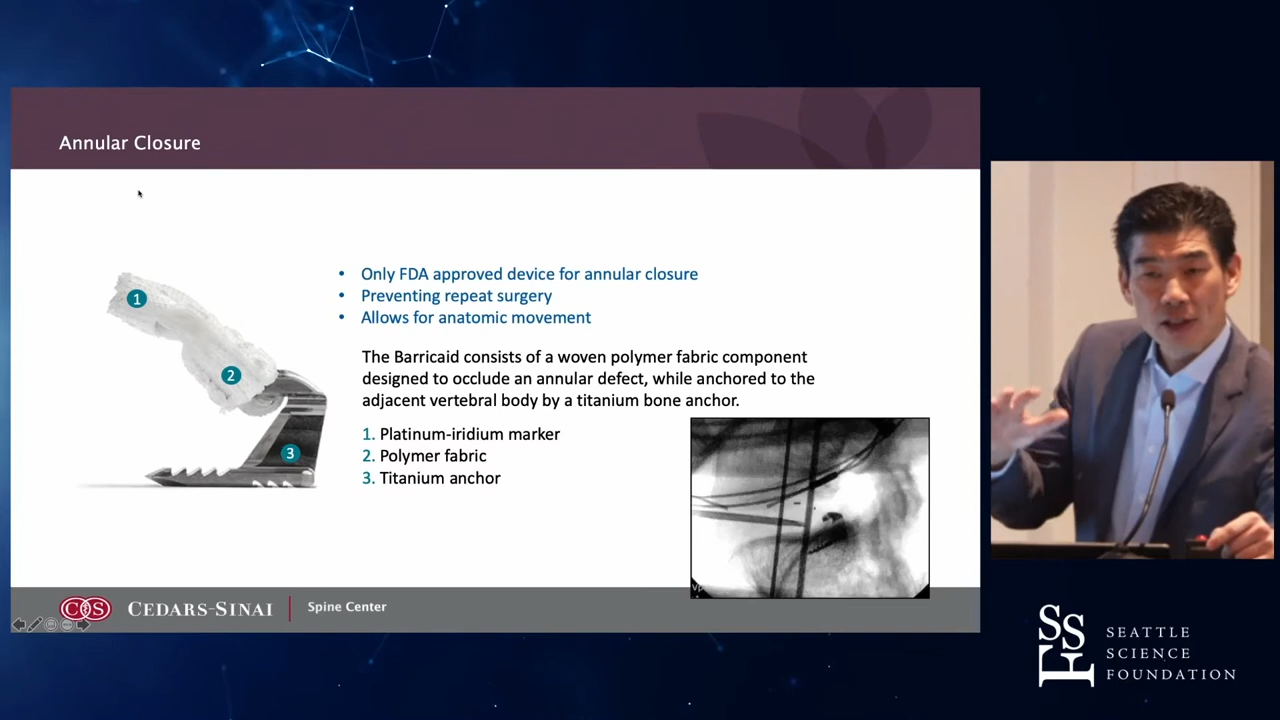 Annular Closure
1
2
3
• Only FDA approved device for annular closure
• Preventing repeat surgery
• Allows for anatomic movement
The Barricaid consists of a woven polymer fabric component
designed to occlude an annular defect, while anchored to the
adjacent vertebral body by a titanium bone anchor.
1. Platinum-iridium marker
2. Polymer fabric
3. Titanium anchor
CEDARS-SINAI
Spine Center
SSF
SEATTLE
SCIENCE
FOUNDATION